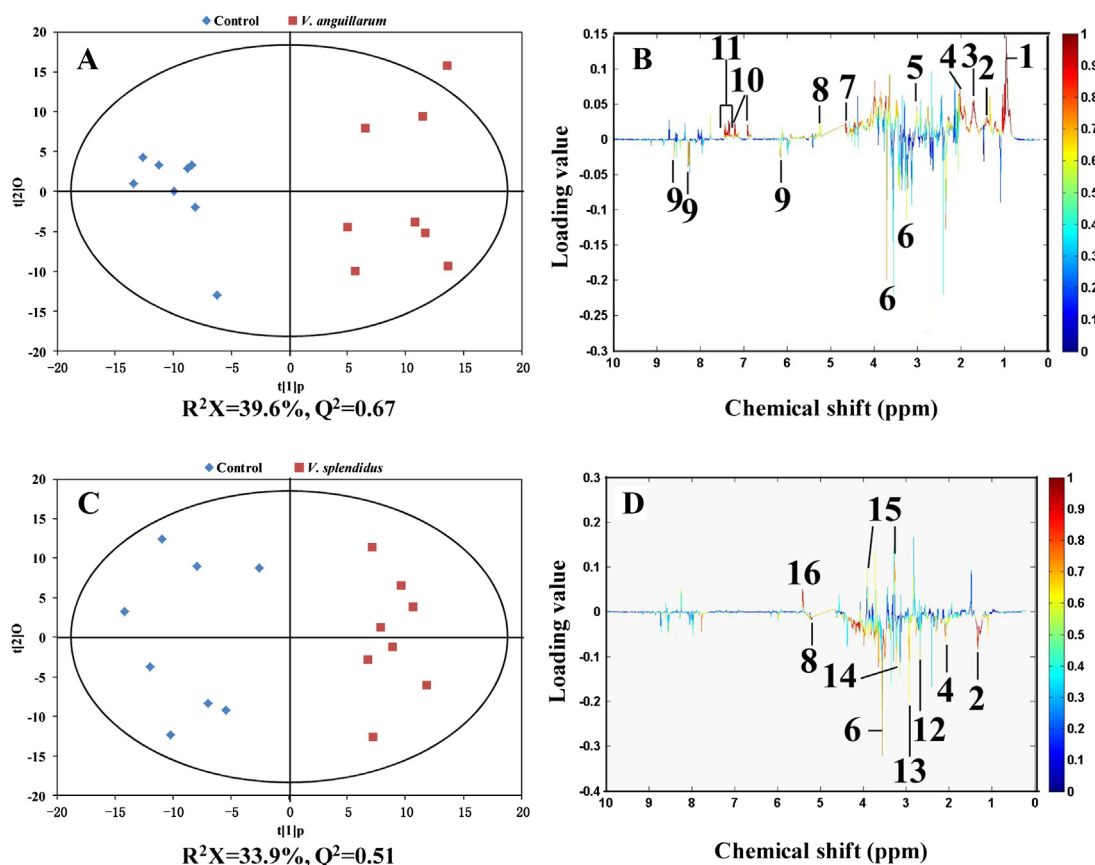 Control V. anguillarum
A
20
15
10
5
0
-5
-10
-15
-20
t[2]O
-20 -15 -10 -5 0 5 10 15 20
t[1]p
R²X=39.6%, Q²=0.67
B
0.15
0.1
0.05
0
-0.05
-0.1
-0.15
-0.2
-0.25
-0.3
Loading value
11 10 8 7 5 4 3 2 1
9 9 9 6 6
10 9 8 7 6 5 4 3 2 1 0
Chemical shift (ppm)
1
0.9
0.8
0.7
0.6
0.5
0.4
0.3
0.2
0.1
0
Control V. splendidus
C
20
15
10
5
0
-5
-10
-15
-20
t[2]O
-20 -15 -10 -5 0 5 10 15 20
t[1]p
R²X=33.9%, Q²=0.51
D
0.3
0.2
0.1
0
-0.1
-0.2
-0.3
-0.4
Loading value
15
16
8 14 4 2
6 12
13
10 9 8 7 6 5 4 3 2 1 0
Chemical shift (ppm)
1
0.9
0.8
0.7
0.6
0.5
0.4
0.3
0.2
0.1
0